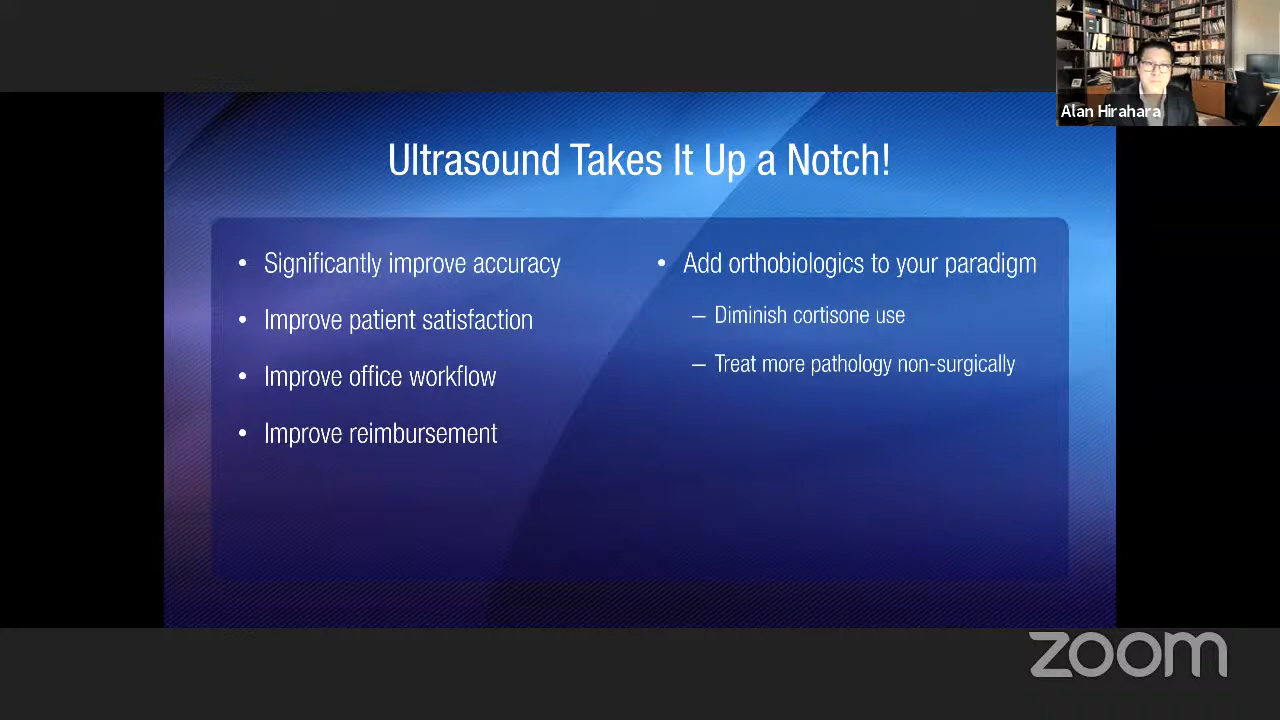 Alan Hirahara
Ultrasound Takes It Up a Notch!
• Significantly improve accuracy
• Improve patient satisfaction
• Improve office workflow
• Improve reimbursement
• Add orthobiologics to your paradigm
– Diminish cortisone use
– Treat more pathology non-surgically
zoom